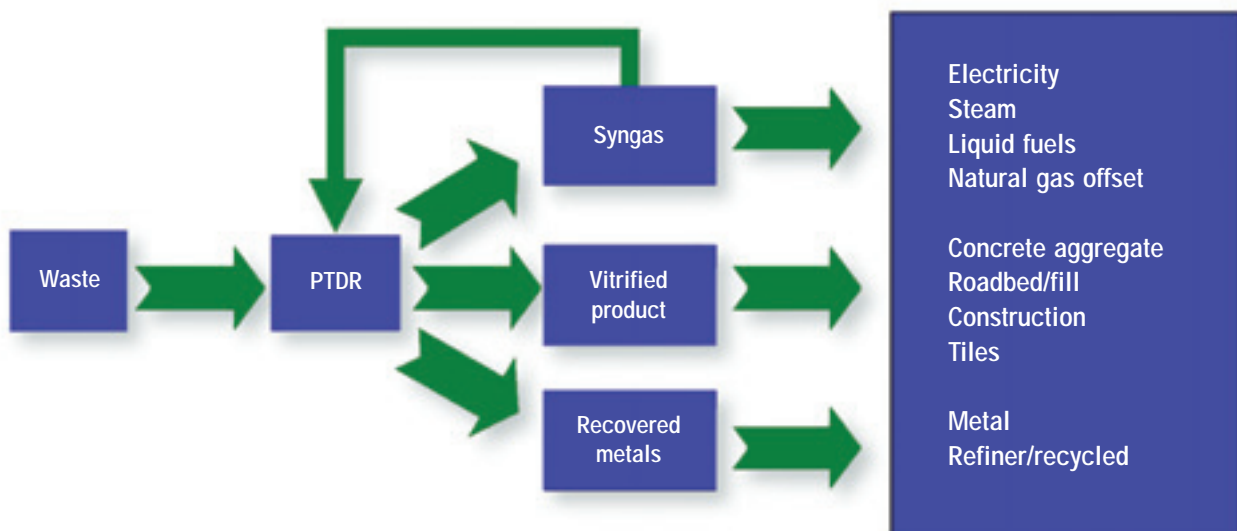 Waste
PTDR
Syngas
Vitrified
product
Recovered
metals
Electricity
Steam
Liquid fuels
Natural gas offset
Concrete aggregate
Roadbed/fill
Construction
Tiles
Metal
Refiner/recycled